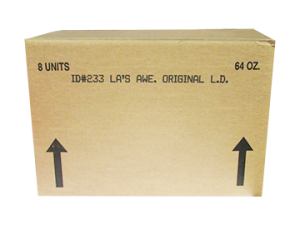 8 UNITS 64 OZ.
ID#233 LA'S AWE. ORIGINAL L.D.